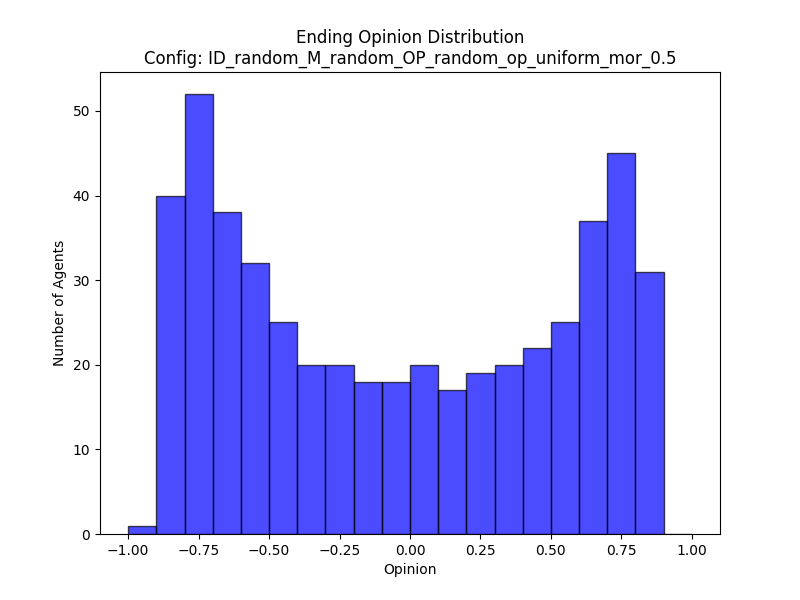 Ending Opinion Distribution
Config: ID_random_M_random_OP_random_op_uniform_mor_0.5
Number of Agents
50
40
30
20
10
0
−1.00 −0.75 −0.50 −0.25 0.00 0.25 0.50 0.75 1.00
Opinion